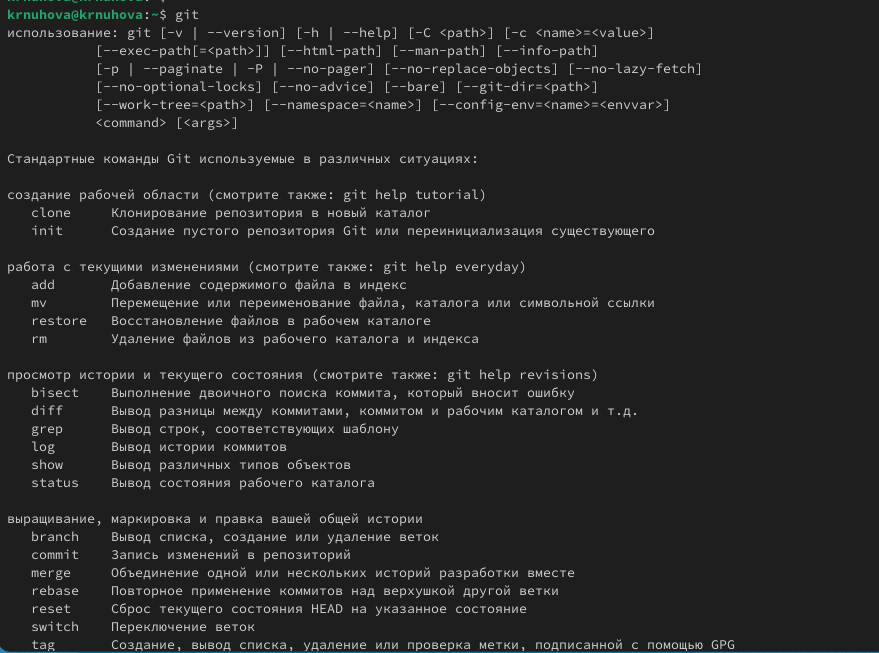 krnuhova@krnuhova:~$ git
использование: git [-v | --version] [-h | --help] [-C <path>] [-c <name>=<value>]
[--exec-path[=<path>]] [--html-path] [--man-path] [--info-path]
[-p | --paginate | -P | --no-pager] [--no-replace-objects] [--no-lazy-fetch]
[--no-optional-locks] [--no-advice] [--bare] [--git-dir=<path>]
[--work-tree=<path>] [--namespace=<name>] [--config-env=<name>=<envvar>]
<command> [<args>]
Стандартные команды Git используемые в различных ситуациях:
создание рабочей области (смотрите также: git help tutorial)
clone Клонирование репозитория в новый каталог
init Создание пустого репозитория Git или переинициализация существующего
работа с текущими изменениями (смотрите также: git help everyday)
add Добавление содержимого файла в индекс
mv Перемещение или переименование файла, каталога или символьной ссылки
restore Восстановление файлов в рабочем каталоге
rm Удаление файлов из рабочего каталога и индекса
просмотр истории и текущего состояния (смотрите также: git help revisions)
bisect Выполнение двоичного поиска коммита, который вносит ошибку
diff Вывод разницы между коммитами, коммитом и рабочим каталогом и т.д.
grep Вывод строк, соответствующих шаблону
log Вывод истории коммитов
show Вывод различных типов объектов
status Вывод состояния рабочего каталога
выращивание, маркировка и правка вашей общей истории
branch Вывод списка, создание или удаление веток
commit Запись изменений в репозиторий
merge Объединение одной или нескольких историй разработки вместе
rebase Повторное применение коммитов над верхушкой другой ветки
reset Сброс текущего состояния HEAD на указанное состояние
switch Переключение веток
tag Создание, вывод списка, удаление или проверка метки, подписанной с помощью GPG